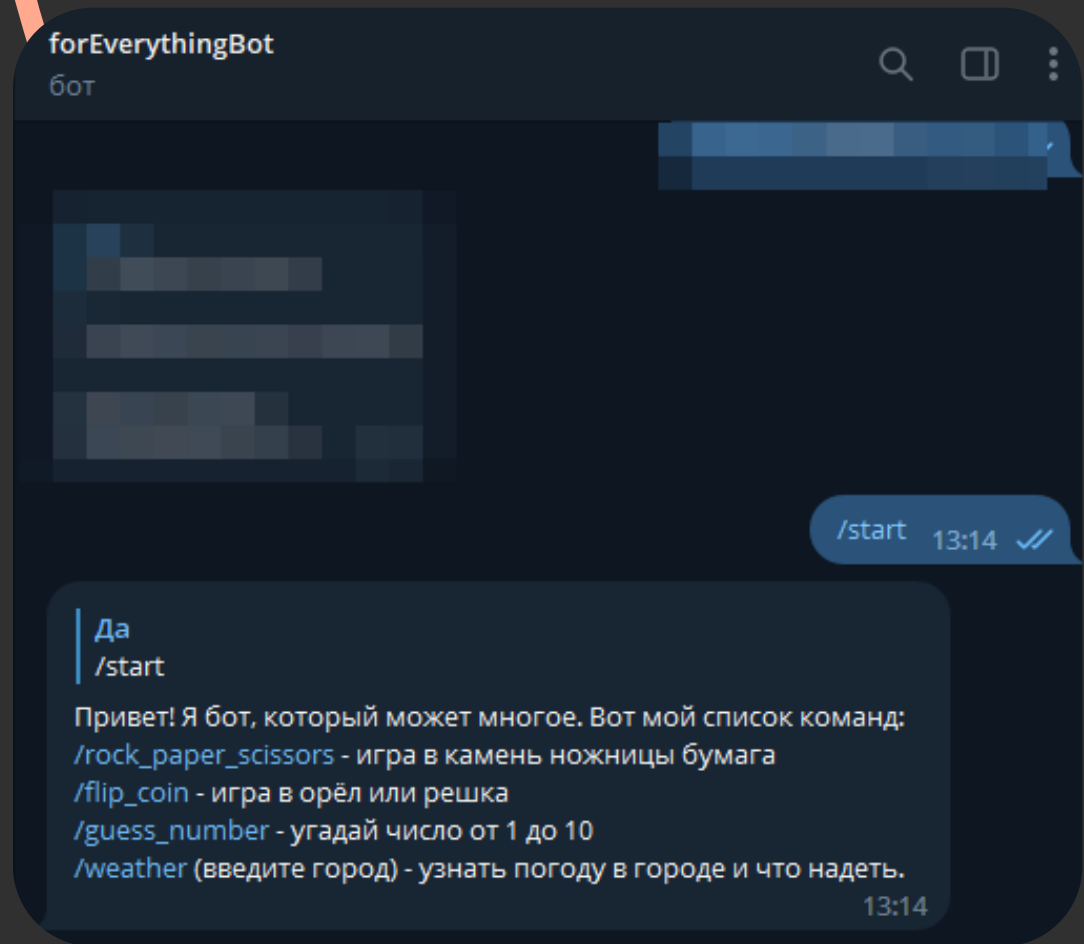 forEverythingBot
бот
/start 13:14
Да
/start
Привет! Я бот, который может многое. Вот мой список команд:
/rock_paper_scissors - игра в камень ножницы бумага
/flip_coin - игра в орёл или решка
/guess_number - угадай число от 1 до 10
/weather (введите город) - узнать погоду в городе и что надеть.
13:14